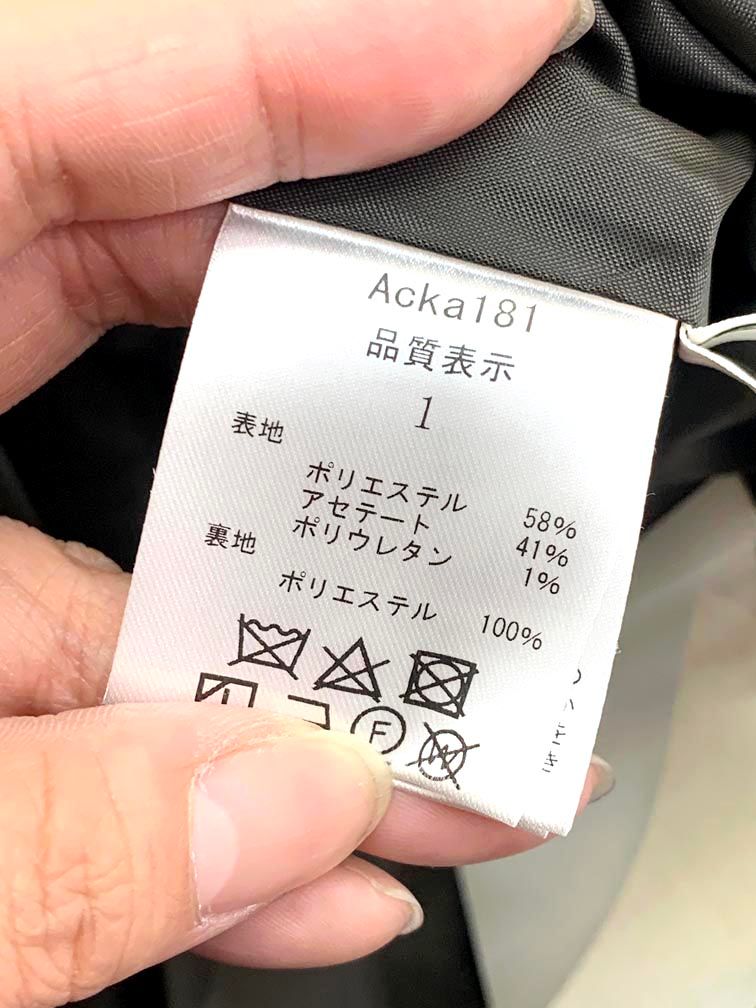 Acka181
品質表示
1
表地
ポリエステル 58%
アセテート 41%
ポリウレタン 1%
裏地
ポリエステル 100%
F
W